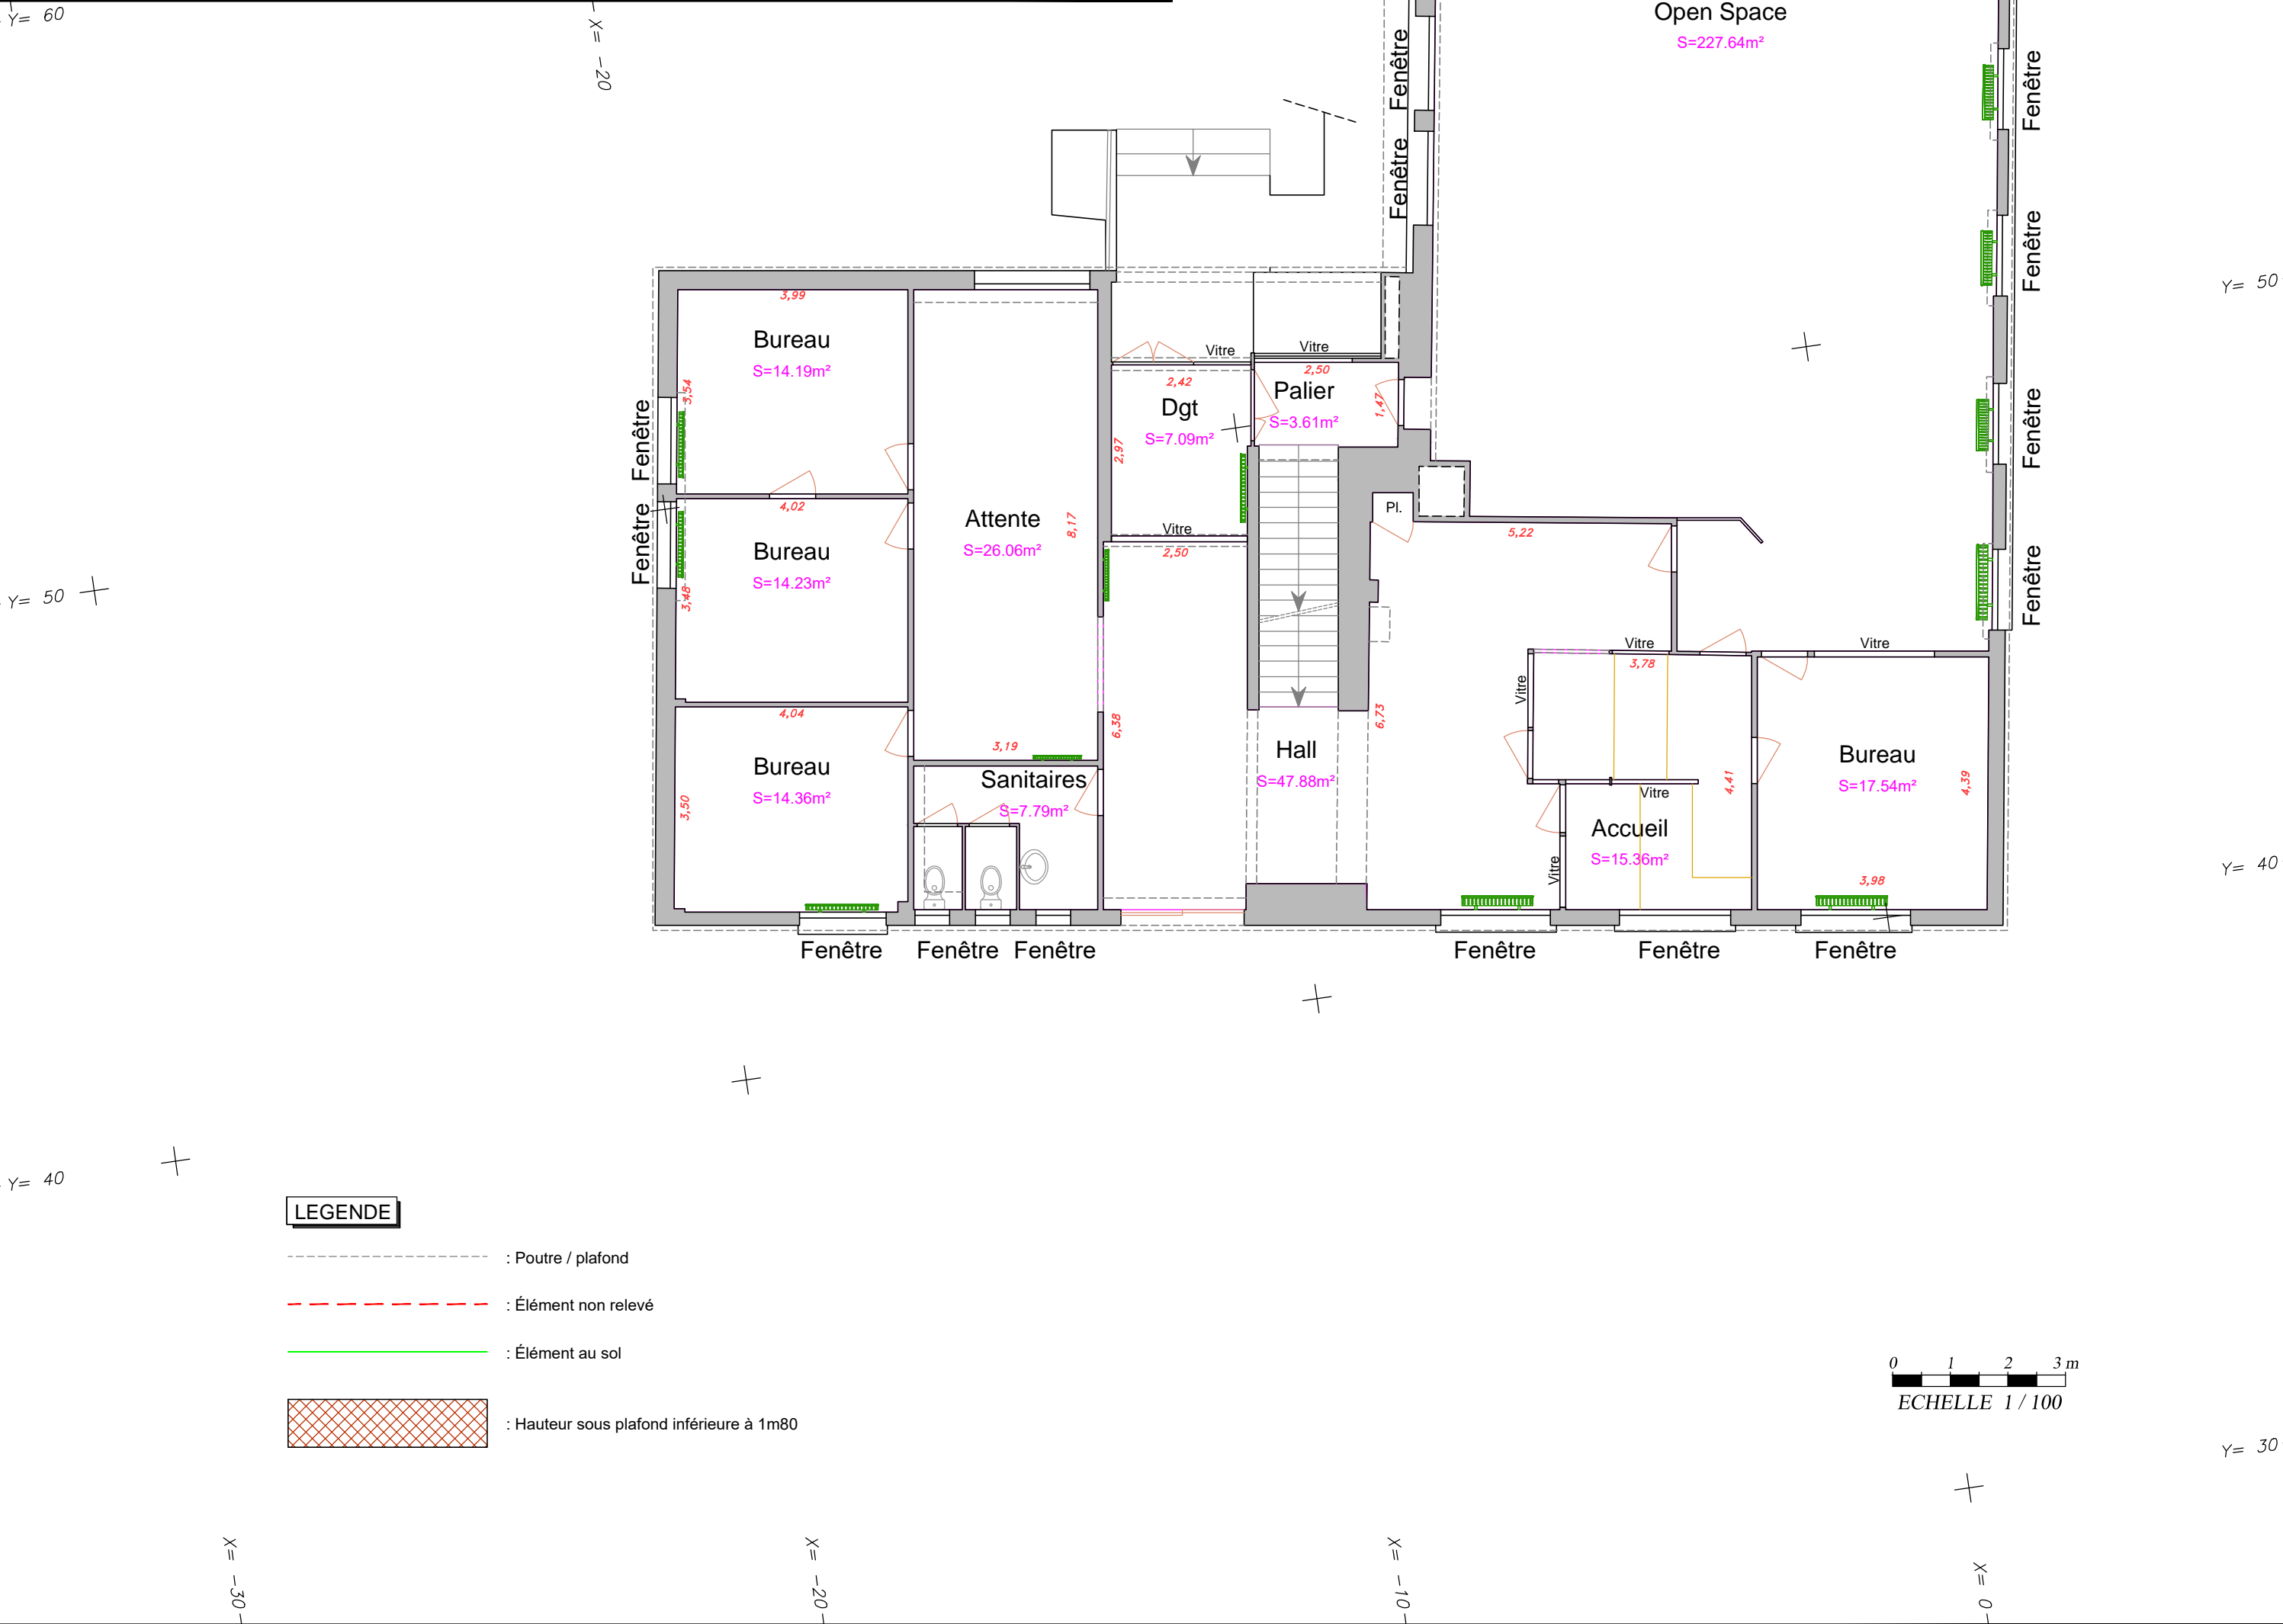 Y= 60
X= -20
Open Space
S=227.64m²
Fenêtre
Fenêtre
Fenêtre
Fenêtre
Fenêtre
Fenêtre
Y= 50
Y= 50
3,99
Bureau
S=14.19m²
3,54
Fenêtre
Fenêtre
4,02
Bureau
S=14.23m²
3,48
4,04
Bureau
S=14.36m²
3,50
Attente
S=26.06m²
8,17
3,19
Sanitaires
S=7.79m²
Vitre
Vitre
2,42
Dgt
S=7.09m²
2,97
Vitre
2,50
2,50
Palier
S=3.61m²
1,47
6,38
Hall
S=47.88m²
6,73
Pl.
5,22
Vitre
3,78
Vitre
Vitre
4,41
Accueil
S=15.36m²
Vitre
Vitre
Bureau
S=17.54m²
4,39
3,98
Fenêtre
Fenêtre
Fenêtre
Fenêtre
Fenêtre
Fenêtre
Y= 40
Y= 40
LEGENDE
: Poutre / plafond
: Élément non relevé
: Élément au sol
: Hauteur sous plafond inférieure à 1m80
0 1 2 3 m
ECHELLE 1 / 100
Y= 30
X= -30
X= -20
X= -10
X= 0